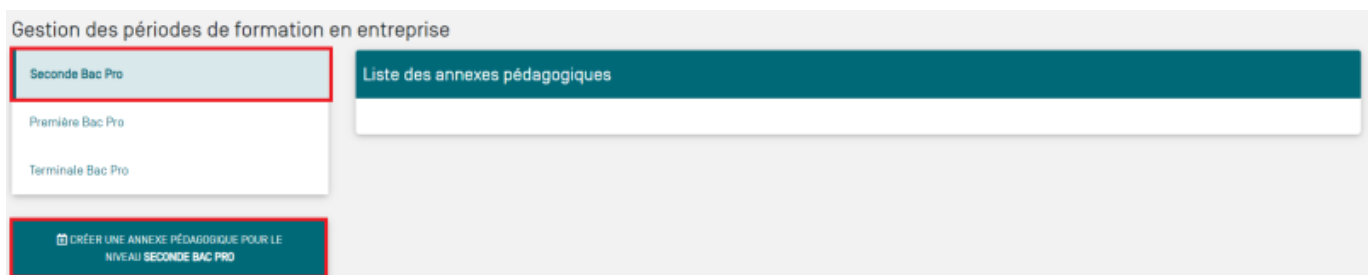 Gestion des périodes de formation en entreprise
Seconde Bac Pro
Première Bac Pro
Terminale Bac Pro
CRÉER UNE ANNEXE PÉDAGOGIQUE POUR LE
NIVEAU SECONDE BAC PRO
Liste des annexes pédagogiques